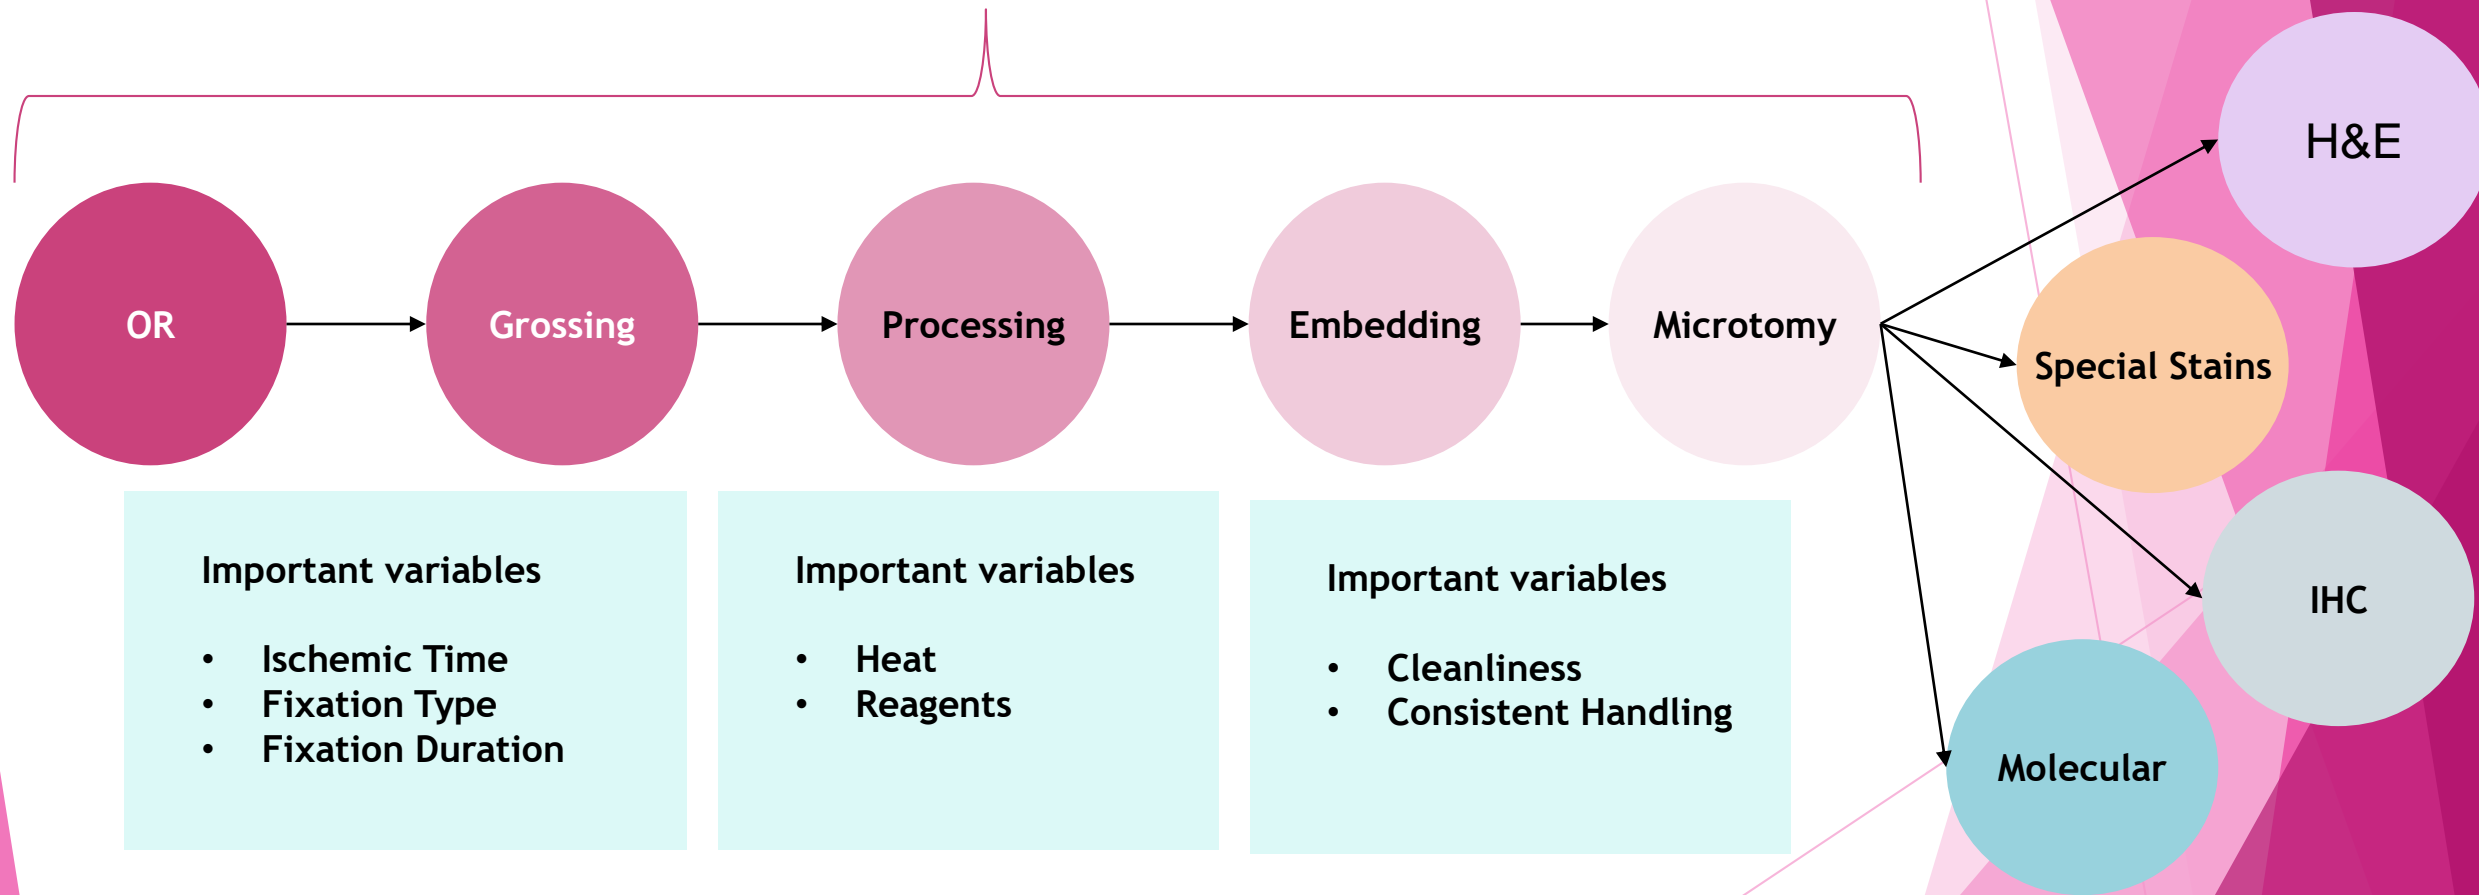 OR
Grossing
Processing
Embedding
Microtomy
H&E
Special Stains
IHC
Molecular
Important variables
• Ischemic Time
• Fixation Type
• Fixation Duration
Important variables
• Heat
• Reagents
Important variables
• Cleanliness
• Consistent Handling